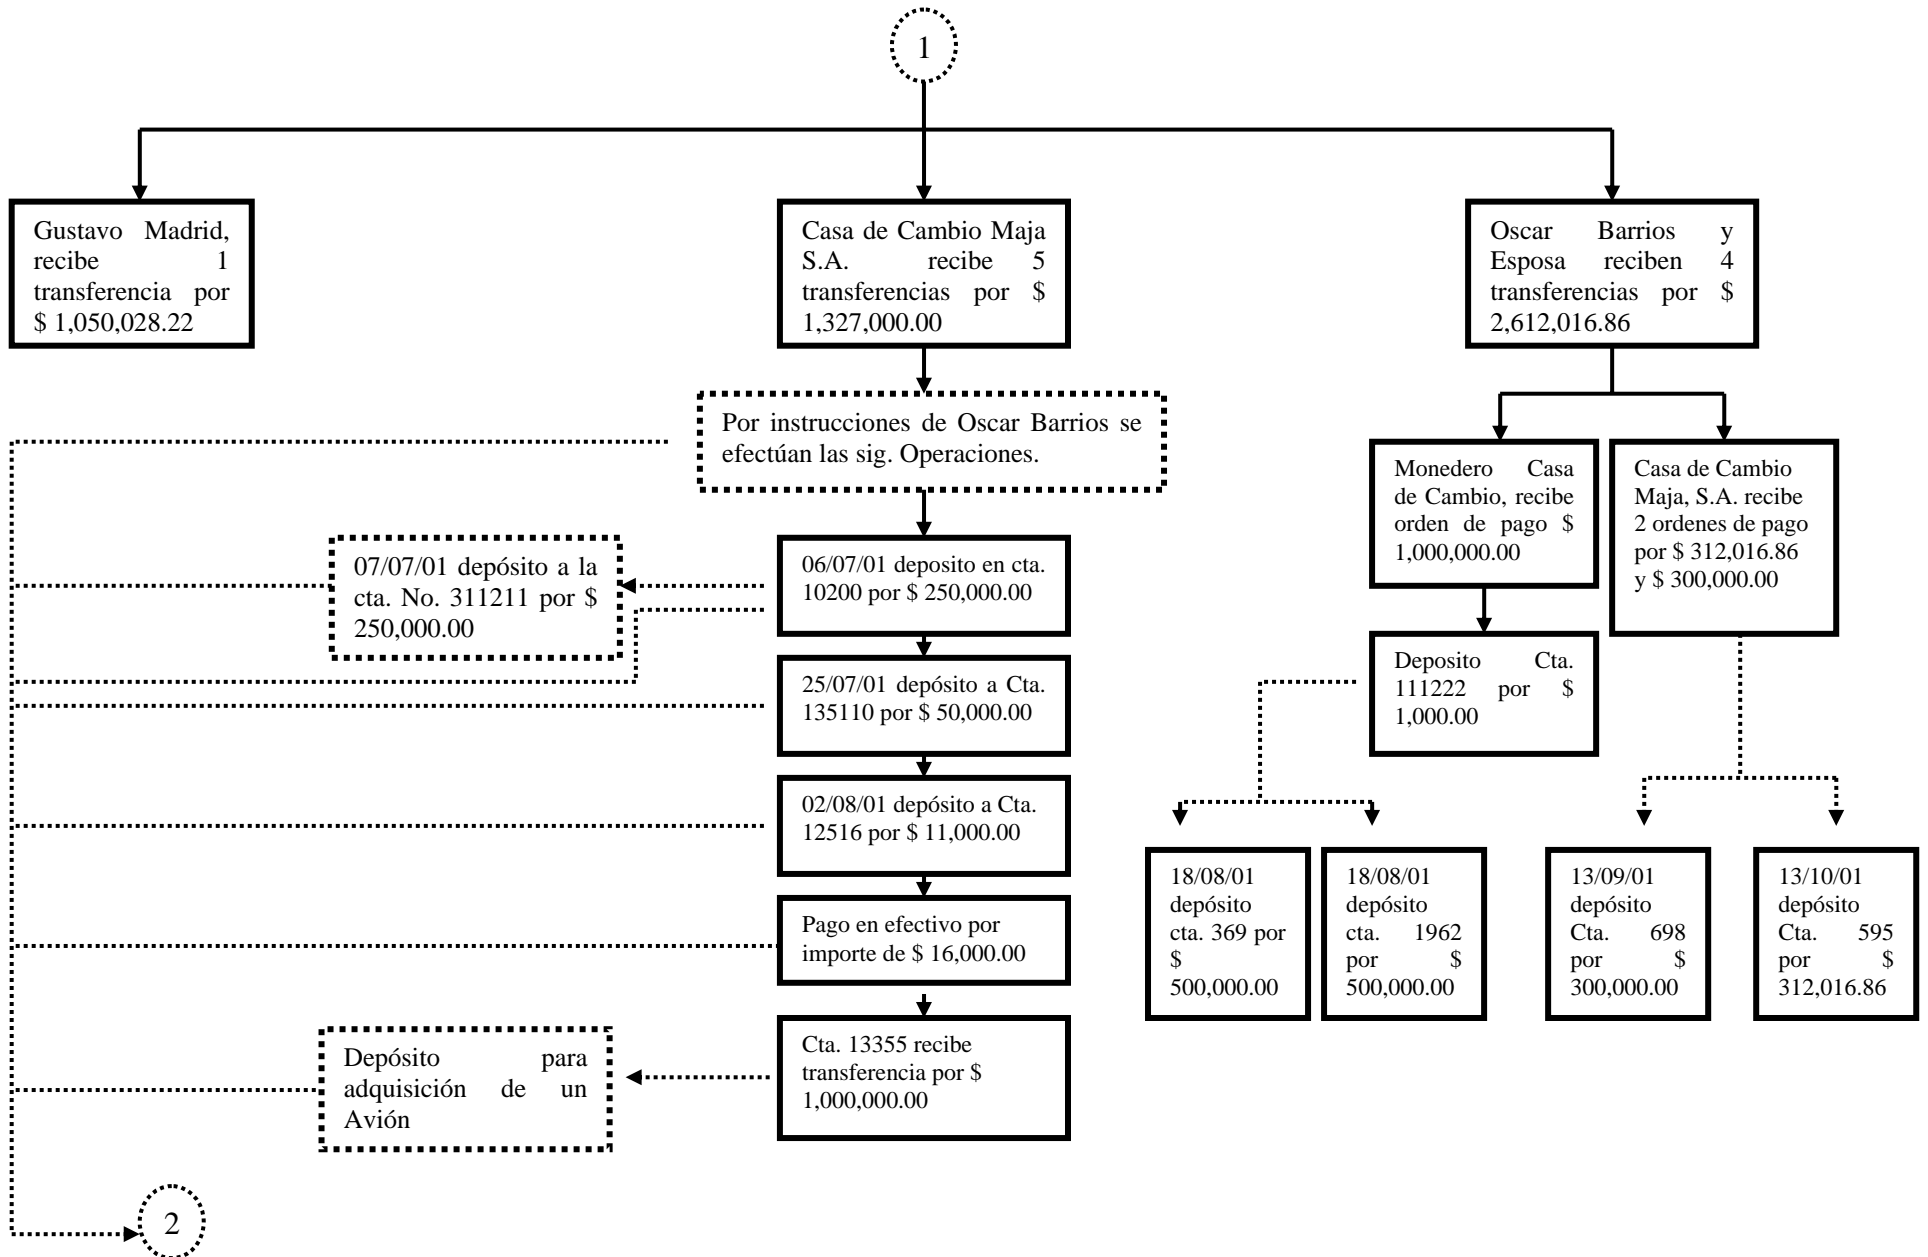 1
Gustavo Madrid,
recibe 1
transferencia por
$ 1,050,028.22
Casa de Cambio Maja
S.A. recibe 5
transferencias por $
1,327,000.00
Oscar Barrios y
Esposa reciben 4
transferencias por $
2,612,016.86
Por instrucciones de Oscar Barrios se
efectúan las sig. Operaciones.
Monedero Casa
de Cambio, recibe
orden de pago $
1,000,000.00
Casa de Cambio
Maja, S.A. recibe
2 ordenes de pago
por $ 312,016.86
y $ 300,000.00
07/07/01 depósito a la
cta. No. 311211 por $
250,000.00
06/07/01 deposito en cta.
10200 por $ 250,000.00
25/07/01 depósito a Cta.
135110 por $ 50,000.00
Deposito Cta.
111222 por $
1,000.00
02/08/01 depósito a Cta.
12516 por $ 11,000.00
Pago en efectivo por
importe de $ 16,000.00
18/08/01
depósito
cta. 369 por
$
500,000.00
18/08/01
depósito
cta. 1962
por $
500,000.00
13/09/01
depósito
Cta. 698
por $
300,000.00
13/10/01
depósito
Cta. 595
por $
312,016.86
Depósito para
adquisición de un
Avión
Cta. 13355 recibe
transferencia por $
1,000,000.00
2